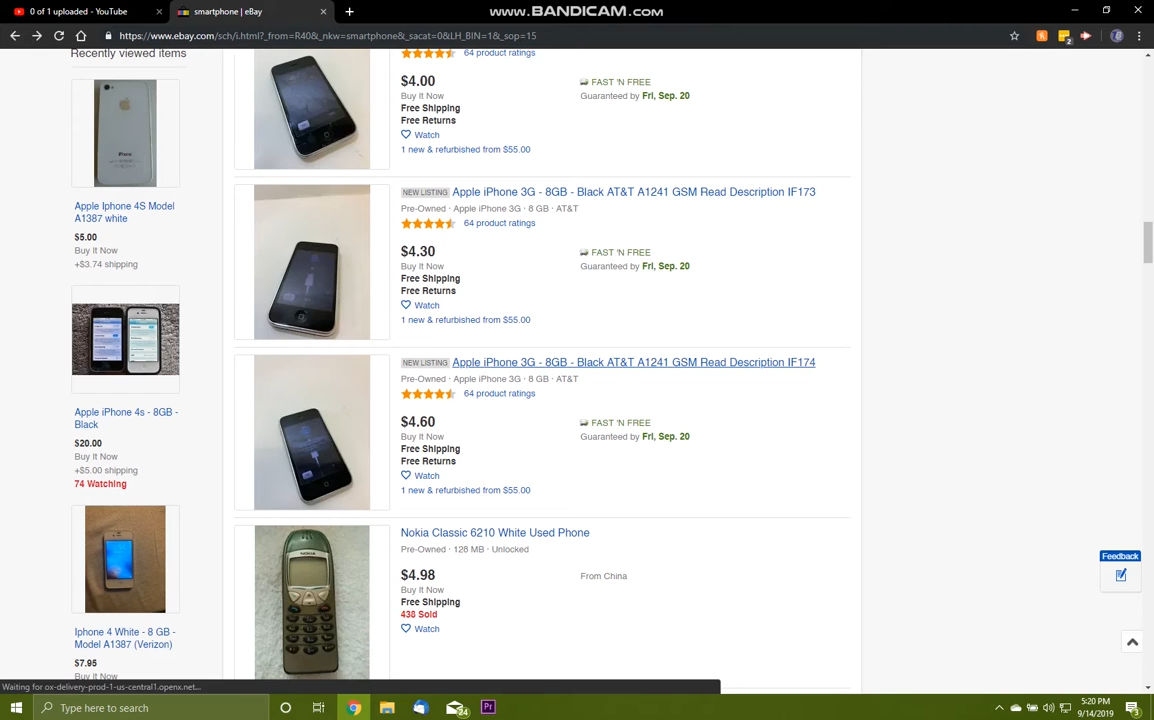 0 of 1 uploaded - YouTube
smartphone | eBay
www.BANDICAM.com
https://www.ebay.com/sch/i.html?_from=R40&_nkw=smartphone&_sacat=0&LH_BIN=1&_sop=15
2
Recently viewed items
Apple Iphone 4S Model
A1387 white
$5.00
Buy It Now
+$3.74 shipping
Apple iPhone 4s - 8GB -
Black
$20.00
Buy It Now
+$5.00 shipping
74 Watching
Iphone 4 White - 8 GB -
Model A1387 (Verizon)
$7.95
Buy It Now
64 product ratings
$4.00
Buy It Now
Free Shipping
Free Returns
Watch
1 new & refurbished from $55.00
FAST 'N FREE
Guaranteed by Fri, Sep. 20
NEW LISTING Apple iPhone 3G - 8GB - Black AT&T A1241 GSM Read Description IF173
Pre-Owned · Apple iPhone 3G · 8 GB · AT&T
64 product ratings
$4.30
Buy It Now
Free Shipping
Free Returns
Watch
1 new & refurbished from $55.00
FAST 'N FREE
Guaranteed by Fri, Sep. 20
NEW LISTING Apple iPhone 3G - 8GB - Black AT&T A1241 GSM Read Description IF174
Pre-Owned · Apple iPhone 3G · 8 GB · AT&T
64 product ratings
$4.60
Buy It Now
Free Shipping
Free Returns
Watch
1 new & refurbished from $55.00
FAST 'N FREE
Guaranteed by Fri, Sep. 20
Nokia Classic 6210 White Used Phone
Pre-Owned · 128 MB · Unlocked
$4.98
Buy It Now
Free Shipping
438 Sold
Watch
From China
Feedback
Waiting for ox-delivery-prod-1-us-central1.openx.net...
Type here to search
24
Pr
5:20 PM
9/14/2019
3